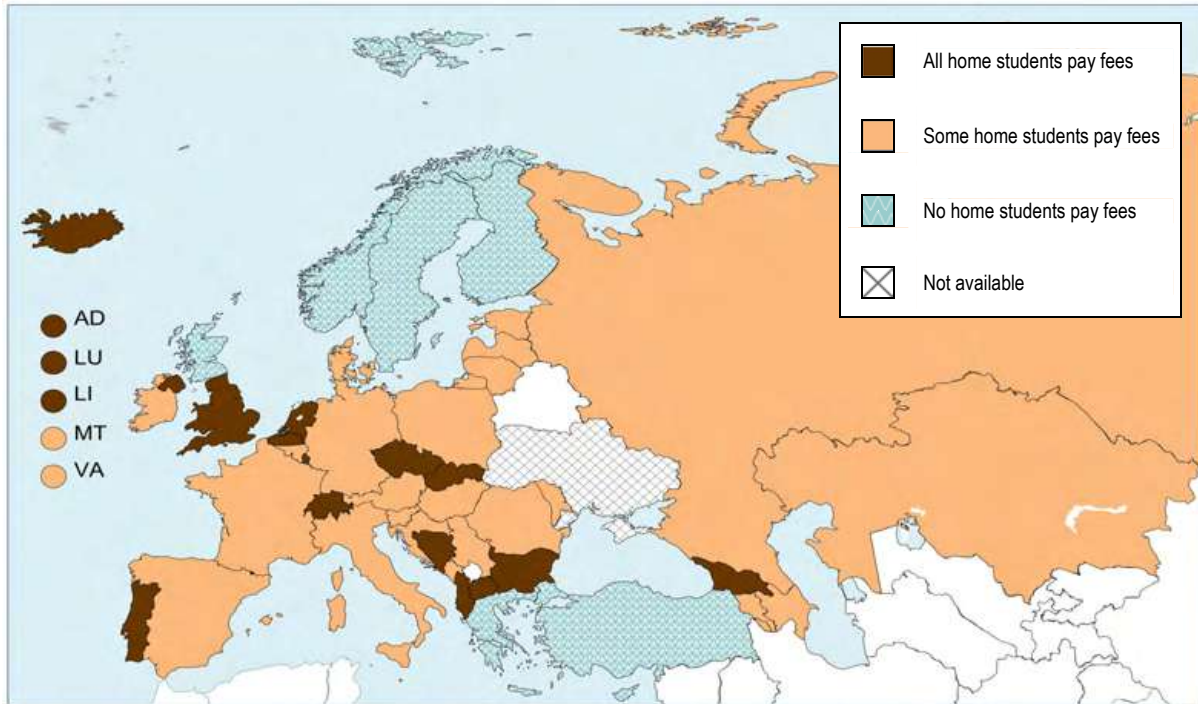 All home students pay fees
Some home students pay fees
No home students pay fees
Not available
AD
LU
LI
MT
VA